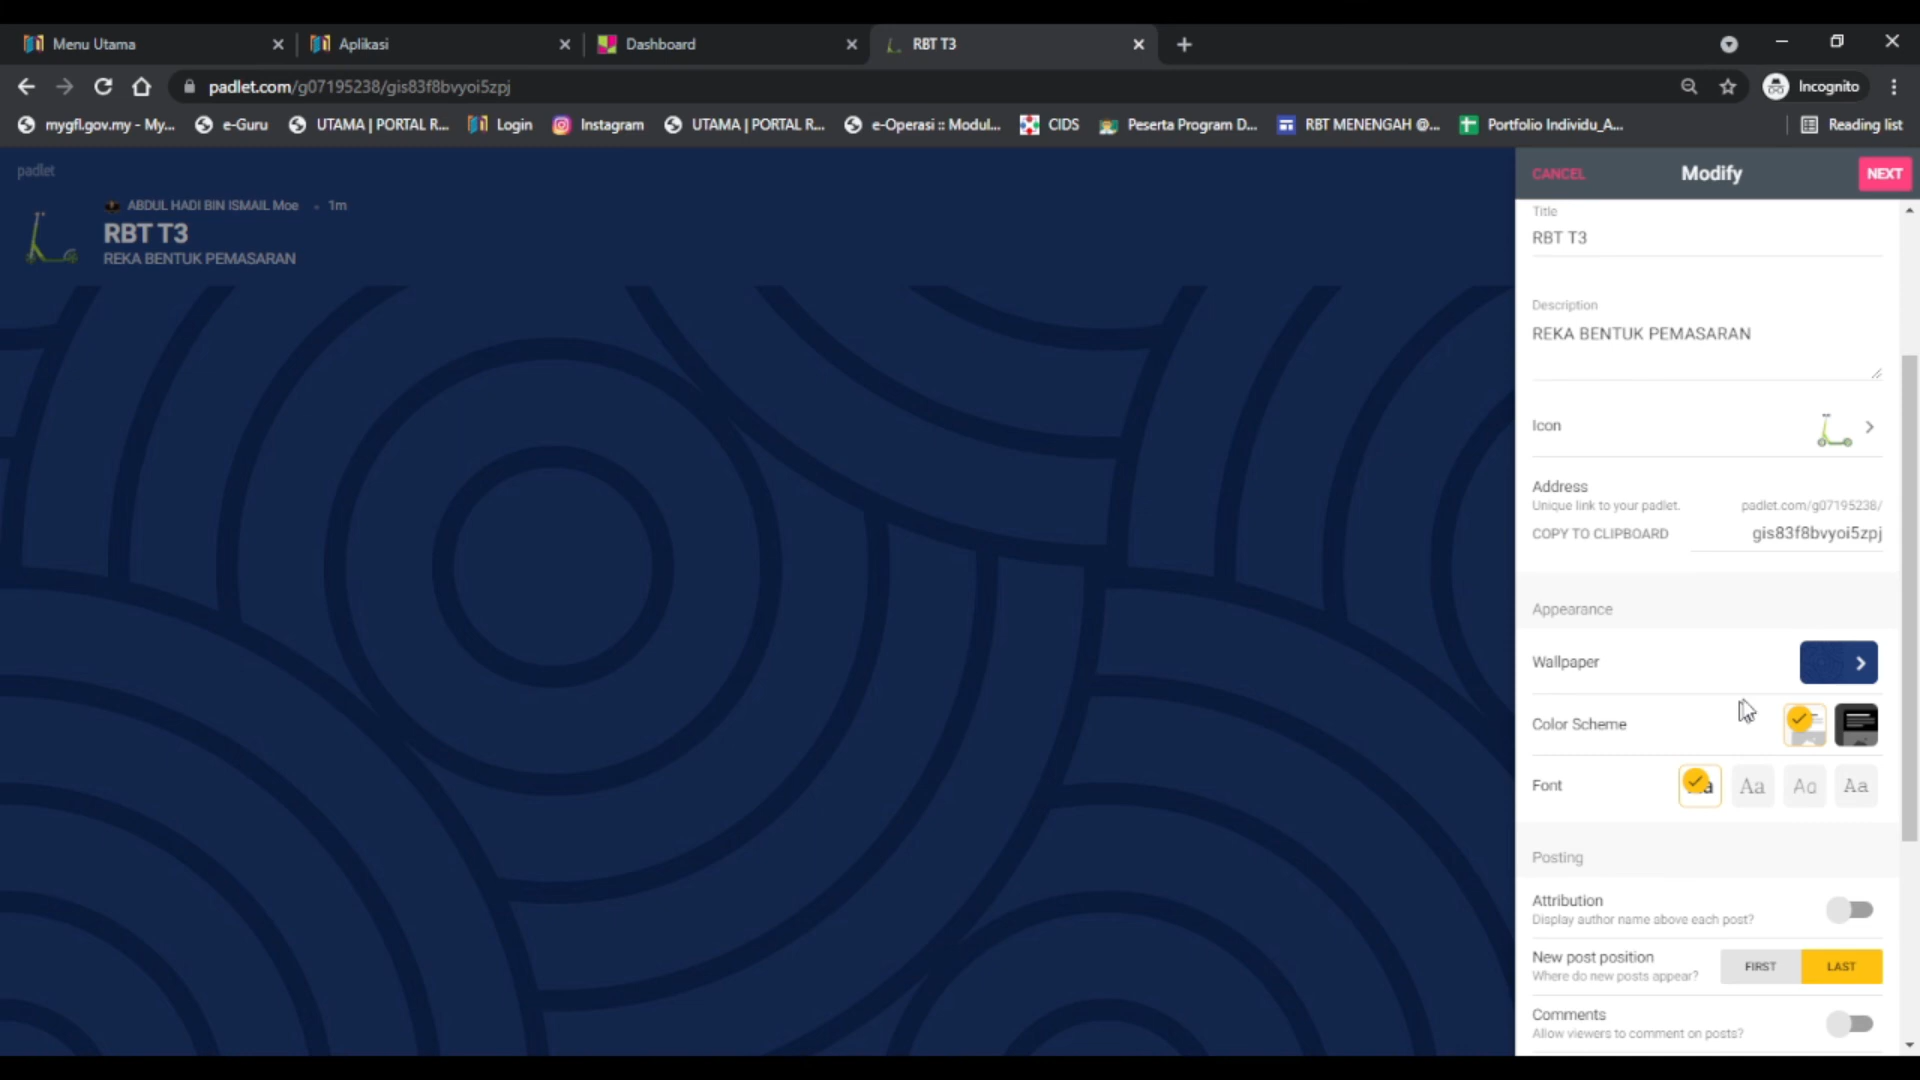 Menu Utama
Aplikasi
Dashboard
RBT T3
padlet.com/g07195238/gis83f8bvyoi5zpj
Incognito
mygfl.gov.my - My...
e-Guru
UTAMA | PORTAL R...
Login
Instagram
UTAMA | PORTAL R...
e-Operasi :: Modul...
CIDS
Peserta Program D...
RBT MENENGAH @...
Portfolio Individu_A...
Reading list
padlet
ABDUL HADI BIN ISMAIL Moe • 1m
RBT T3
REKA BENTUK PEMASARAN
CANCEL
Modify
NEXT
Title
RBT T3
Description
REKA BENTUK PEMASARAN
Icon
Address
Unique link to your padlet.
padlet.com/g07195238/
COPY TO CLIPBOARD
gis83f8bvyoi5zpj
Appearance
Wallpaper
Color Scheme
Font
Aa
Aa
Aa
Posting
Attribution
Display author name above each post?
New post position
Where do new posts appear?
FIRST
LAST
Comments
Allow viewers to comment on posts?